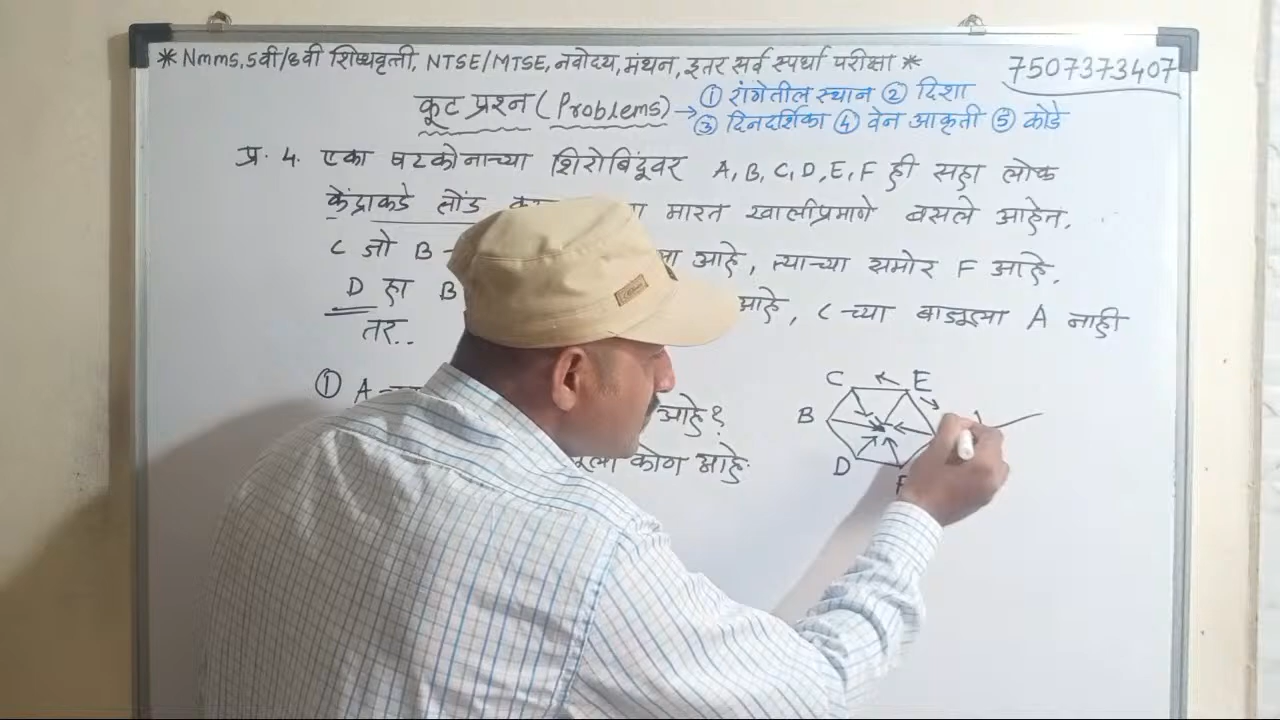 * Nmms, 5वी/8वी शिष्यवृत्ती, NTSE/MTSE, नवोदय, मंथन, इतर सर्व स्पर्धा परीक्षा *
7507373407
कूट प्रश्न (Problems) → ① रांगेतील स्थान ② दिशा
③ दिनदर्शिका ④ वेन आकृती ⑤ कोडे
प्र. 4. एका षटकोनाच्या शिरोबिंदूवर A, B, C, D, E, F ही सहा लोक
केंद्राकडे तोंड मारत खालीप्रमाणे बसले आहेत.
C जो B आहे, त्याच्या समोर F आहे.
D हा B आहे, C च्या बाजूला A नाही
तर..
① A आहे?
कोण आहे.
C E
B
D F